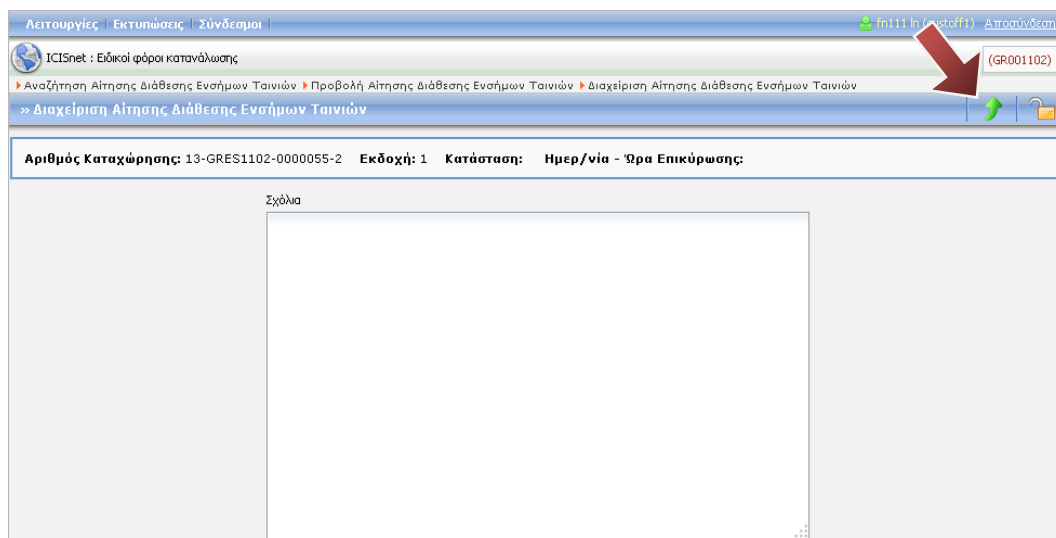 Λειτουργίες Εκτυπώσεις Σύνδεσμοι fn111 ln Αποσύνδεση
ICISnet : Ειδικοί φόροι κατανάλωσης (GR001102)
Αναζήτηση Αίτησης Διάθεσης Ενσήμων Ταινιών Προβολή Αίτησης Διάθεσης Ενσήμων Ταινιών Διαχείριση Αίτησης Διάθεσης Ενσήμων Ταινιών
» Διαχείριση Αίτησης Διάθεσης Ενσήμων Ταινιών
Αριθμός Καταχώρησης: 13-GRES1102-0000055-2 Εκδοχή: 1 Κατάσταση: Ημερ/νία - Ώρα Επικύρωσης:
Σχόλια